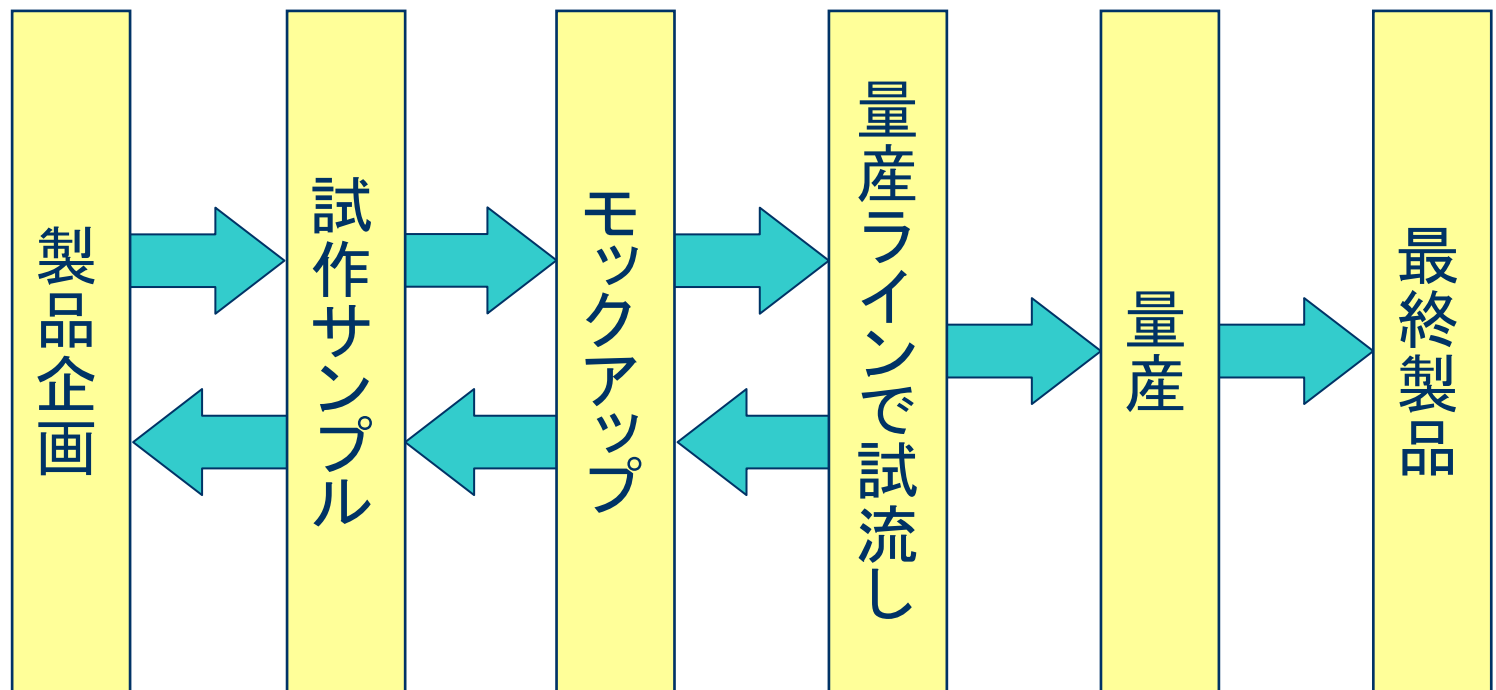 製品企画
試作サンプル
モックアップ
量産ラインで試流し
量産
最終製品